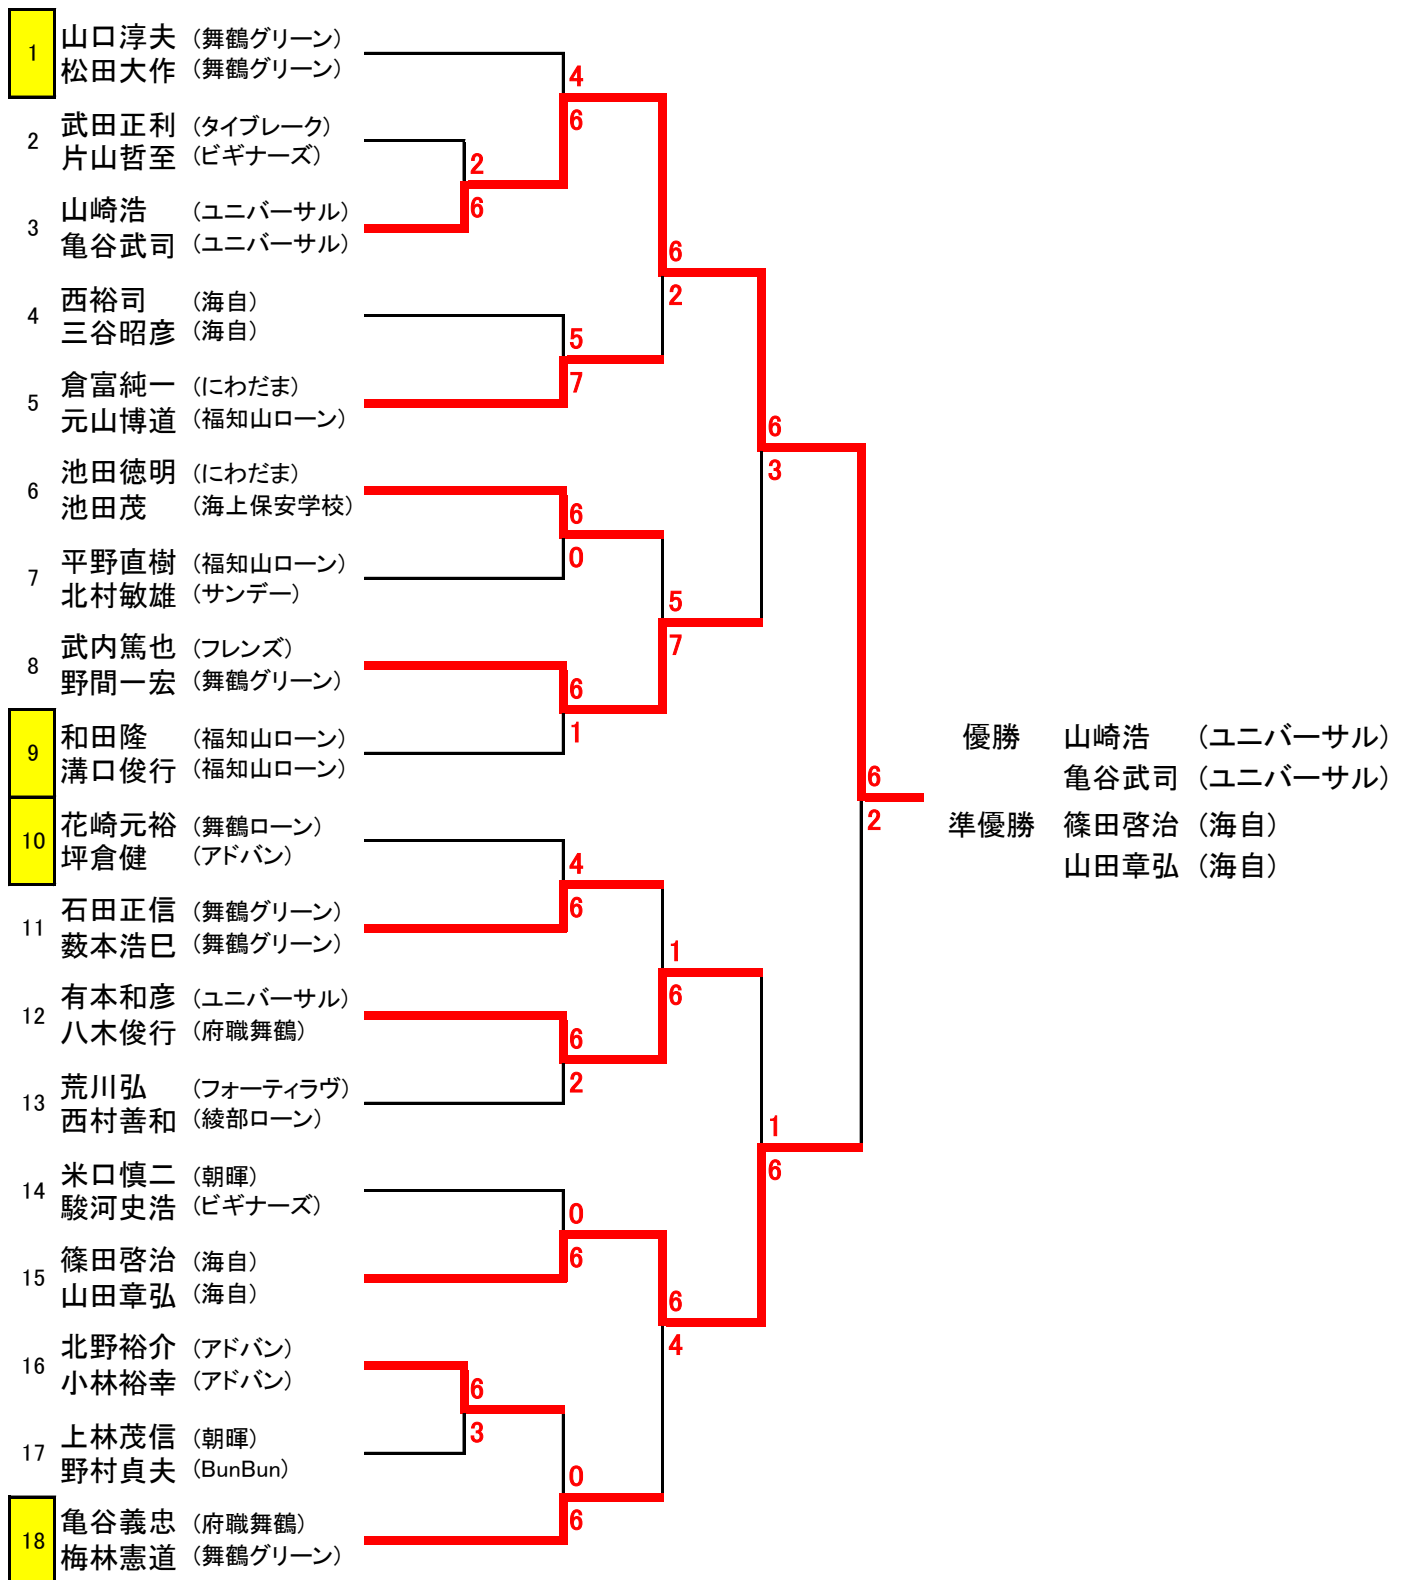 1 山口淳夫 (舞鶴グリーン)
松田大作 (舞鶴グリーン)
4
6
2 武田正利 (タイブレーク)
片山哲至 (ビギナーズ)
2
6
3 山崎浩 (ユニバーサル)
亀谷武司 (ユニバーサル)
6
2
4 西裕司 (海自)
三谷昭彦 (海自)
5
7
5 倉富純一 (にわだま)
元山博道 (福知山ローン)
6
3
6 池田徳明 (にわだま)
池田茂 (海上保安学校)
6
0
7 平野直樹 (福知山ローン)
北村敏雄 (サンデー)
5
7
8 武内篤也 (フレンズ)
野間一宏 (舞鶴グリーン)
6
1
9 和田隆 (福知山ローン)
溝口俊行 (福知山ローン)
6
2
優勝 山崎浩 (ユニバーサル)
亀谷武司 (ユニバーサル)
準優勝 篠田啓治 (海自)
山田章弘 (海自)
10 花崎元裕 (舞鶴ローン)
坪倉健 (アドバン)
4
6
11 石田正信 (舞鶴グリーン)
薮本浩巳 (舞鶴グリーン)
1
6
12 有本和彦 (ユニバーサル)
八木俊行 (府職舞鶴)
6
2
13 荒川弘 (フォーティラヴ)
西村善和 (綾部ローン)
1
6
14 米口慎二 (朝暉)
駿河史浩 (ビギナーズ)
0
6
15 篠田啓治 (海自)
山田章弘 (海自)
6
4
16 北野裕介 (アドバン)
小林裕幸 (アドバン)
6
3
17 上林茂信 (朝暉)
野村貞夫 (BunBun)
0
6
18 亀谷義忠 (府職舞鶴)
梅林憲道 (舞鶴グリーン)